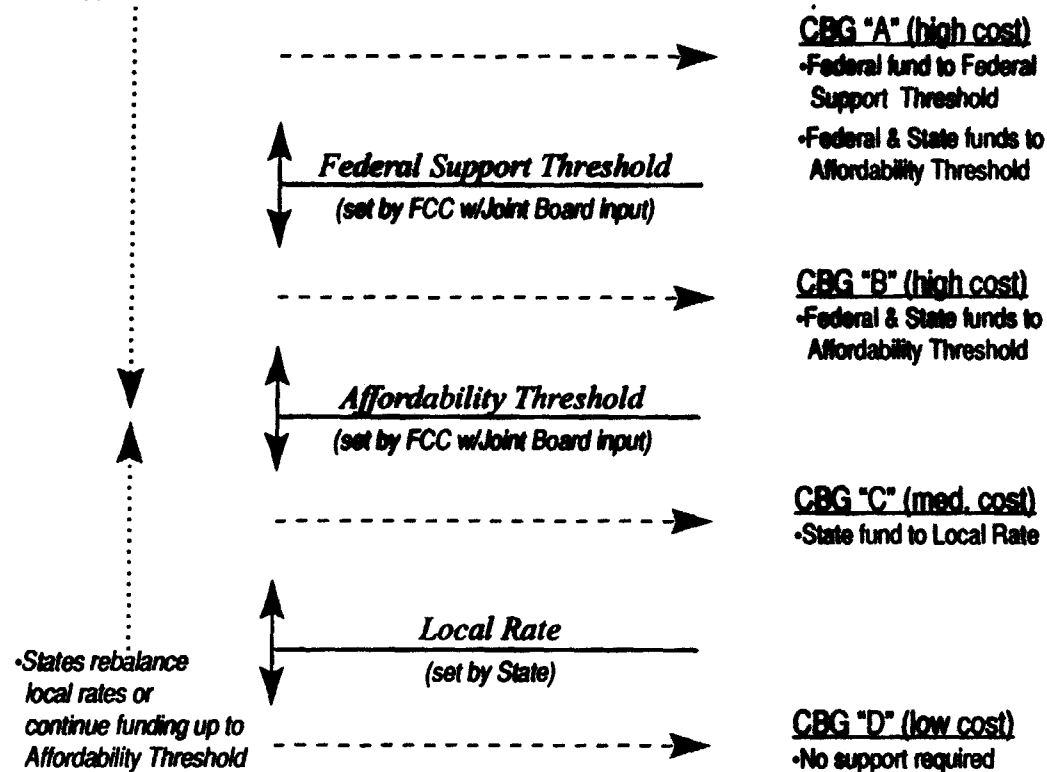 CBG "A" (high cost)
•Federal fund to Federal
Support Threshold
•Federal & State funds to
Affordability Threshold
Federal Support Threshold
(set by FCC w/Joint Board input)
CBG "B" (high cost)
•Federal & State funds to
Affordability Threshold
Affordability Threshold
(set by FCC w/Joint Board input)
CBG "C" (med. cost)
•State fund to Local Rate
Local Rate
(set by State)
•States rebalance
local rates or
continue funding up to
Affordability Threshold
CBG "D" (low cost)
•No support required